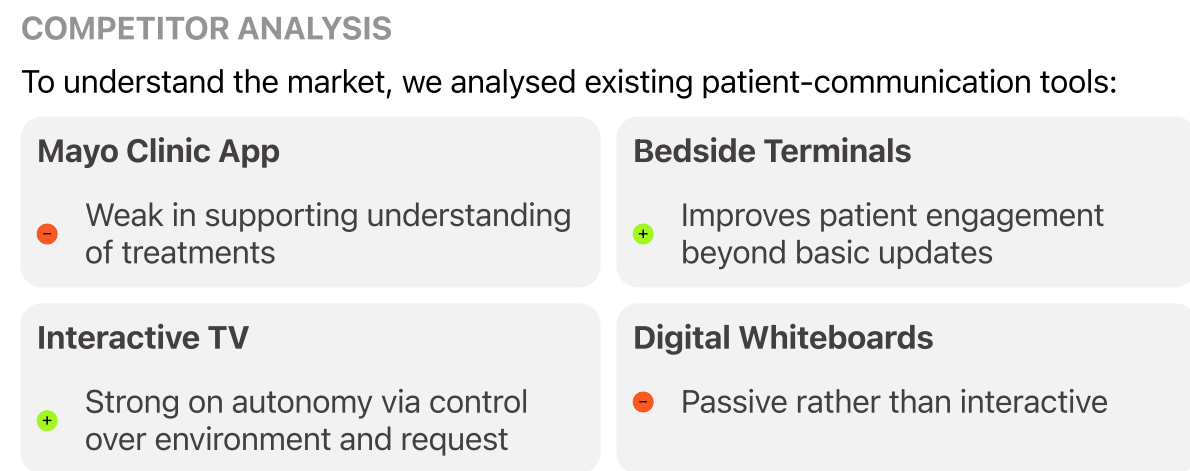 COMPETITOR ANALYSIS
To understand the market, we analysed existing patient-communication tools:
Mayo Clinic App
Weak in supporting understanding
of treatments
Bedside Terminals
Improves patient engagement
beyond basic updates
Interactive TV
Strong on autonomy via control
over environment and request
Digital Whiteboards
Passive rather than interactive